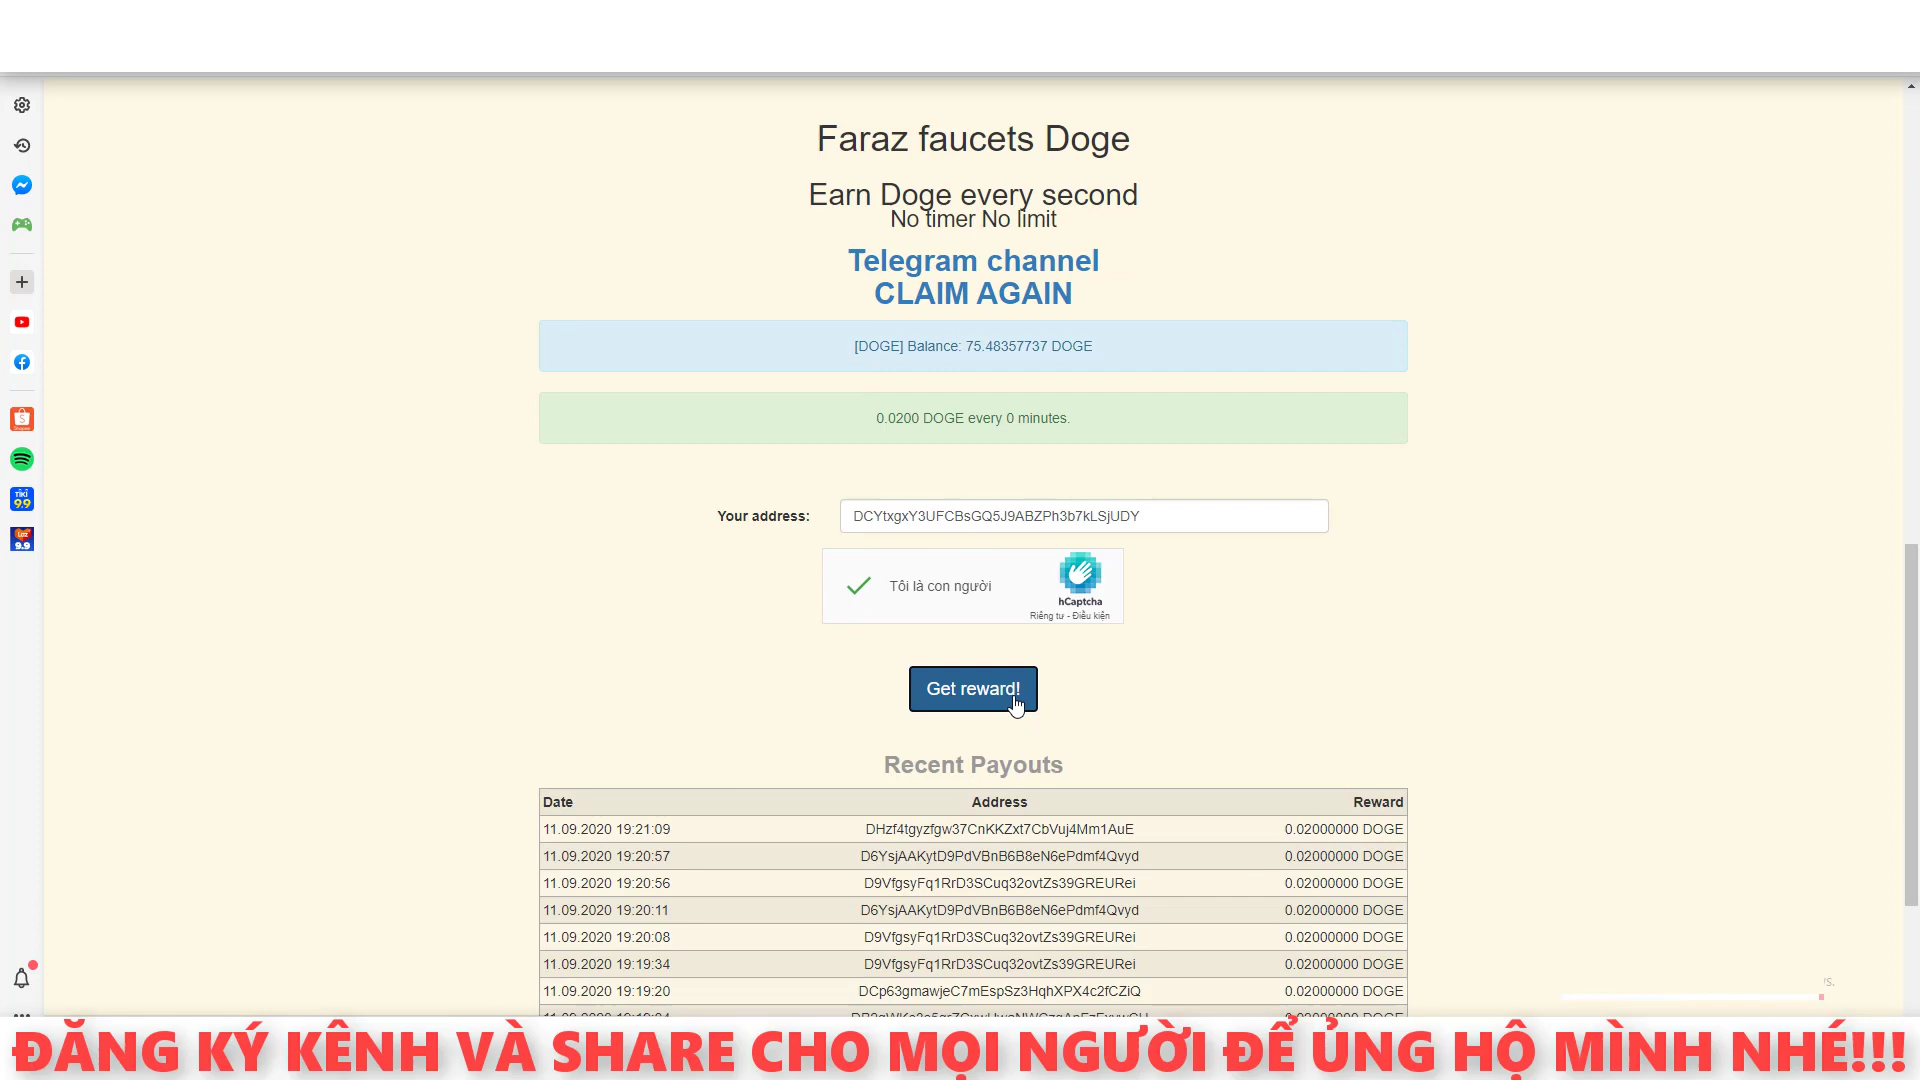 Faraz faucets Doge
Earn Doge every second
No timer No limit
Telegram channel
CLAIM AGAIN
[DOGE] Balance: 75.48357737 DOGE
0.0200 DOGE every 0 minutes.
Your address: DCYtxgxY3UFCBsGQ5J9ABZPh3b7kLSjUDY
Tôi là con người
hCaptcha
Riêng tư - Điều kiện
Get reward!
Recent Payouts
Date Address Reward
11.09.2020 19:21:09 DHzf4tgyzfgw37CnKKZxt7CbVuj4Mm1AuE 0.02000000 DOGE
11.09.2020 19:20:57 D6YsjAAKytD9PdVBnB6B8eN6ePdmf4Qvyd 0.02000000 DOGE
11.09.2020 19:20:56 D9VfgsyFq1RrD3SCuq32ovtZs39GREURei 0.02000000 DOGE
11.09.2020 19:20:11 D6YsjAAKytD9PdVBnB6B8eN6ePdmf4Qvyd 0.02000000 DOGE
11.09.2020 19:20:08 D9VfgsyFq1RrD3SCuq32ovtZs39GREURei 0.02000000 DOGE
11.09.2020 19:19:34 D9VfgsyFq1RrD3SCuq32ovtZs39GREURei 0.02000000 DOGE
11.09.2020 19:19:20 DCp63gmawjeC7mEspSz3HqhXPX4c2fCZiQ 0.02000000 DOGE
ĐĂNG KÝ KÊNH VÀ SHARE CHO MỌI NGƯỜI ĐỂ ỦNG HỘ MÌNH NHÉ!!!